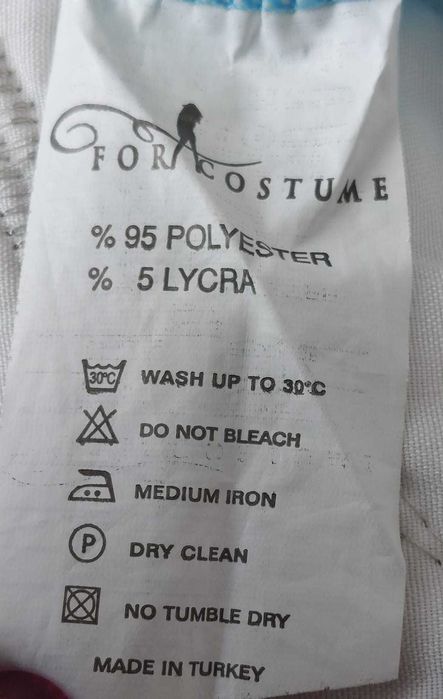 FOR COSTUME
% 95 POLYESTER
% 5 LYCRA
30°C WASH UP TO 30°C
DO NOT BLEACH
MEDIUM IRON
P DRY CLEAN
NO TUMBLE DRY
MADE IN TURKEY